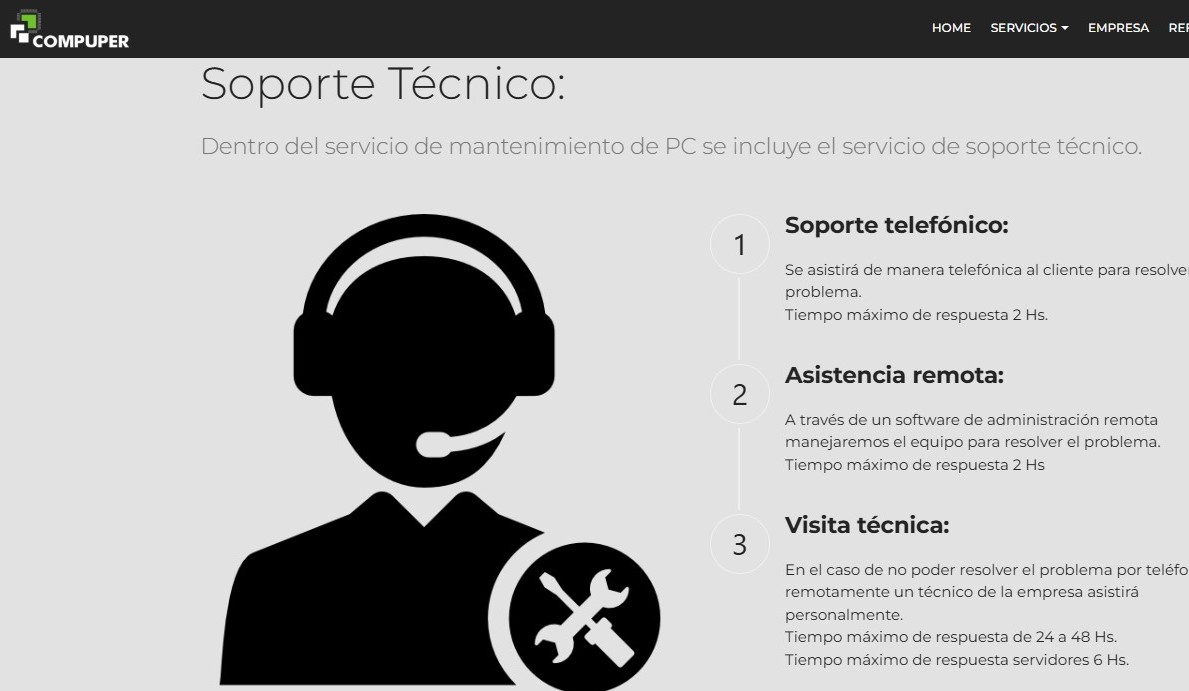 COMPUPER
HOME SERVICIOS EMPRESA
Soporte Técnico:
Dentro del servicio de mantenimiento de PC se incluye el servicio de soporte técnico.
1
Soporte telefónico:
Se asistirá de manera telefónica al cliente para
problema.
Tiempo máximo de respuesta 2 Hs.
2
Asistencia remota:
A través de un software de administración remota
manejaremos el equipo para resolver el problema.
Tiempo máximo de respuesta 2 Hs
3
Visita técnica:
En el caso de no poder resolver el problema por
remotamente un técnico de la empresa asistirá
personalmente.
Tiempo máximo de respuesta de 24 a 48 Hs.
Tiempo máximo de respuesta servidores 6 Hs.